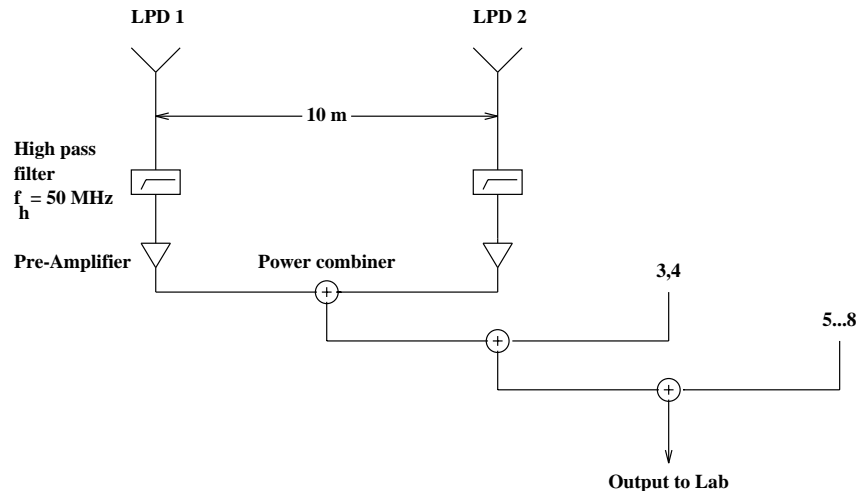 LPD 1
LPD 2
10 m
High pass
filter
f_h = 50 MHz
Pre-Amplifier
Power combiner
3,4
5...8
Output to Lab